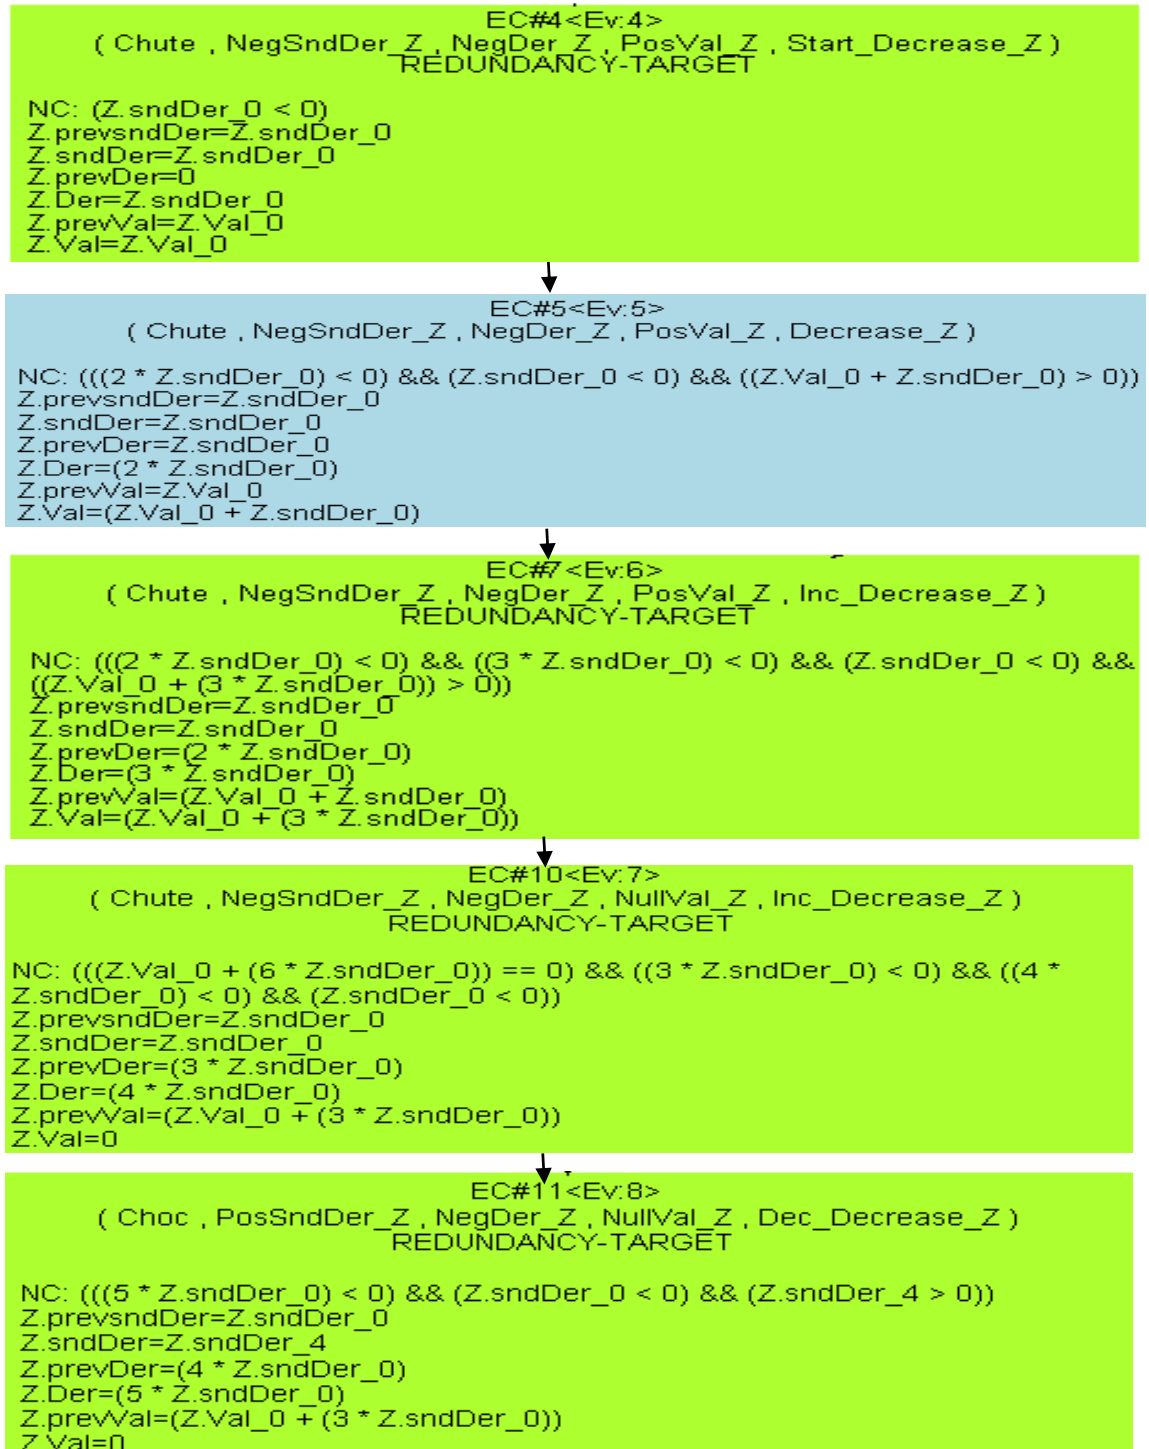 EC#4<Ev:4>
( Chute , NegSndDer_Z , NegDer_Z , PosVal_Z , Start_Decrease_Z )
REDUNDANCY-TARGET
NC: (Z.sndDer_0 < 0)
Z.prevsndDer=Z.sndDer_0
Z.sndDer=Z.sndDer_0
Z.prevDer=0
Z.Der=Z.sndDer_0
Z.prevVal=Z.Val_0
Z.Val=Z.Val_0
EC#5<Ev:5>
( Chute , NegSndDer_Z , NegDer_Z , PosVal_Z , Decrease_Z )
NC: (((2 * Z.sndDer_0) < 0) && (Z.sndDer_0 < 0) && ((Z.Val_0 + Z.sndDer_0) > 0))
Z.prevsndDer=Z.sndDer_0
Z.sndDer=Z.sndDer_0
Z.prevDer=Z.sndDer_0
Z.Der=(2 * Z.sndDer_0)
Z.prevVal=Z.Val_0
Z.Val=(Z.Val_0 + Z.sndDer_0)
EC#7<Ev:6>
( Chute , NegSndDer_Z , NegDer_Z , PosVal_Z , Inc_Decrease_Z )
REDUNDANCY-TARGET
NC: (((2 * Z.sndDer_0) < 0) && ((3 * Z.sndDer_0) < 0) && (Z.sndDer_0 < 0) &&
((Z.Val_0 + (3 * Z.sndDer_0)) > 0))
Z.prevsndDer=Z.sndDer_0
Z.sndDer=Z.sndDer_0
Z.prevDer=(2 * Z.sndDer_0)
Z.Der=(3 * Z.sndDer_0)
Z.prevVal=(Z.Val_0 + Z.sndDer_0)
Z.Val=(Z.Val_0 + (3 * Z.sndDer_0))
EC#10<Ev:7>
( Chute , NegSndDer_Z , NegDer_Z , NullVal_Z , Inc_Decrease_Z )
REDUNDANCY-TARGET
NC: (((Z.Val_0 + (6 * Z.sndDer_0)) == 0) && ((3 * Z.sndDer_0) < 0) && ((4 *
Z.sndDer_0) < 0) && (Z.sndDer_0 < 0))
Z.prevsndDer=Z.sndDer_0
Z.sndDer=Z.sndDer_0
Z.prevDer=(3 * Z.sndDer_0)
Z.Der=(4 * Z.sndDer_0)
Z.prevVal=(Z.Val_0 + (3 * Z.sndDer_0))
Z.Val=0
EC#11<Ev:8>
( Choc , PosSndDer_Z , NegDer_Z , NullVal_Z , Dec_Decrease_Z )
REDUNDANCY-TARGET
NC: (((5 * Z.sndDer_0) < 0) && (Z.sndDer_0 < 0) && (Z.sndDer_4 > 0))
Z.prevsndDer=Z.sndDer_0
Z.sndDer=Z.sndDer_4
Z.prevDer=(4 * Z.sndDer_0)
Z.Der=(5 * Z.sndDer_0)
Z.prevVal=(Z.Val_0 + (3 * Z.sndDer_0))
Z.Val=0